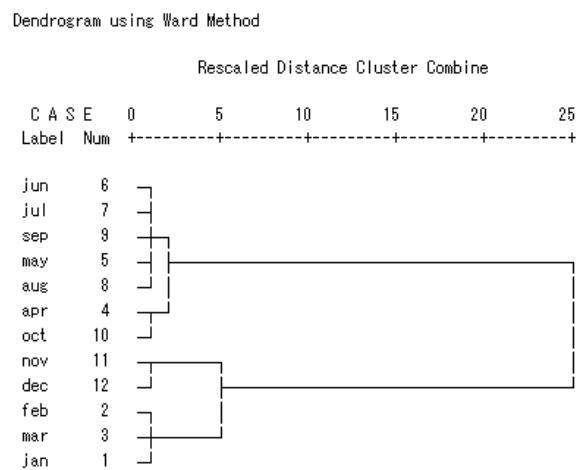 Dendrogram using Ward Method
Rescaled Distance Cluster Combine
C A S E 0 5 10 15 20 25
Label Num +---------+---------+---------+---------+---------+
jun 6
jul 7
sep 9
may 5
aug 8
apr 4
oct 10
nov 11
dec 12
feb 2
mar 3
jan 1